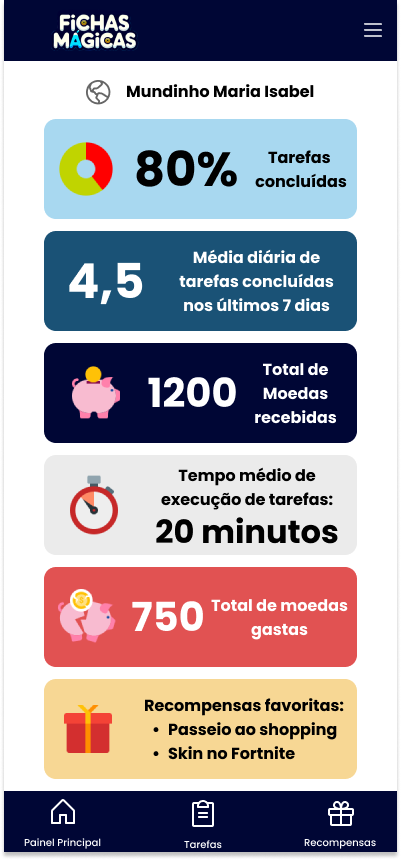 FiCHAS
MÁGiCAS
Mundinho Maria Isabel
80%
Tarefas
concluídas
4,5
Média diária de
tarefas concluídas
nos últimos 7 dias
1200
Total de
Moedas
recebidas
Tempo médio de
execução de tarefas:
20 minutos
750
Total de moedas
gastas
Recompensas favoritas:
• Passeio ao shopping
• Skin no Fortnite
Painel Principal
Tarefas
Recompensas